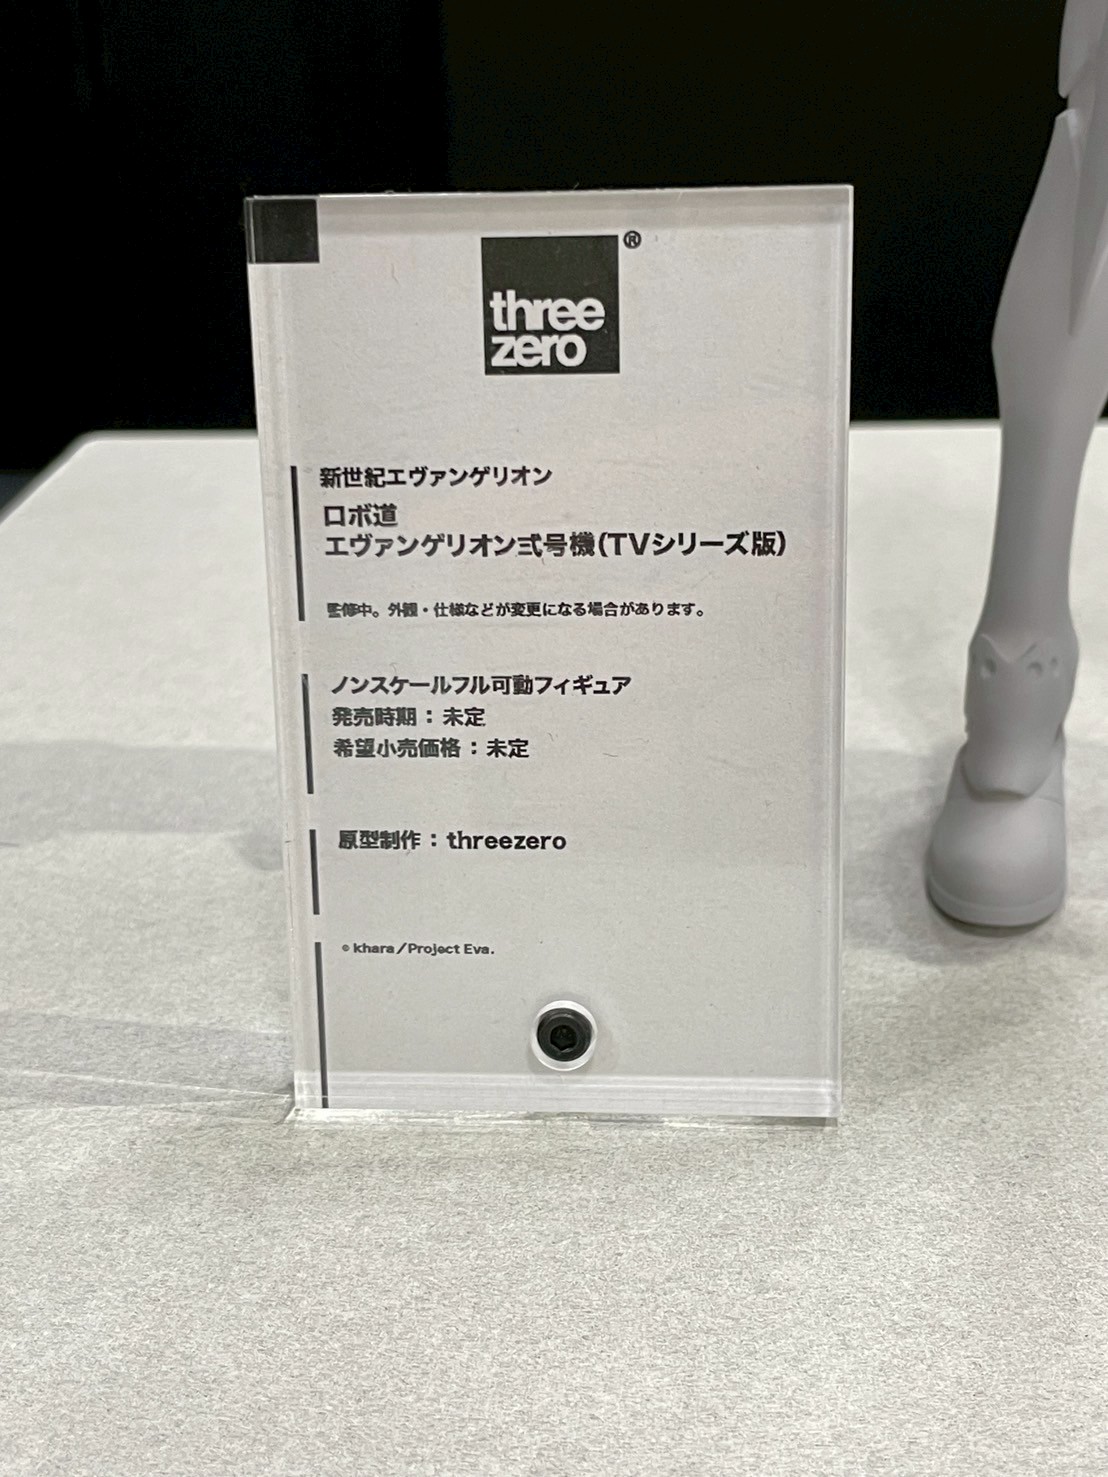 three
zero
®
新世紀エヴァンゲリオン
ロボ道
エヴァンゲリオン弐号機(TVシリーズ版)
監修中。外観・仕様などが変更になる場合があります。
ノンスケールフル可動フィギュア
発売時期：未定
希望小売価格：未定
原型制作：threezero
© khara/Project Eva.